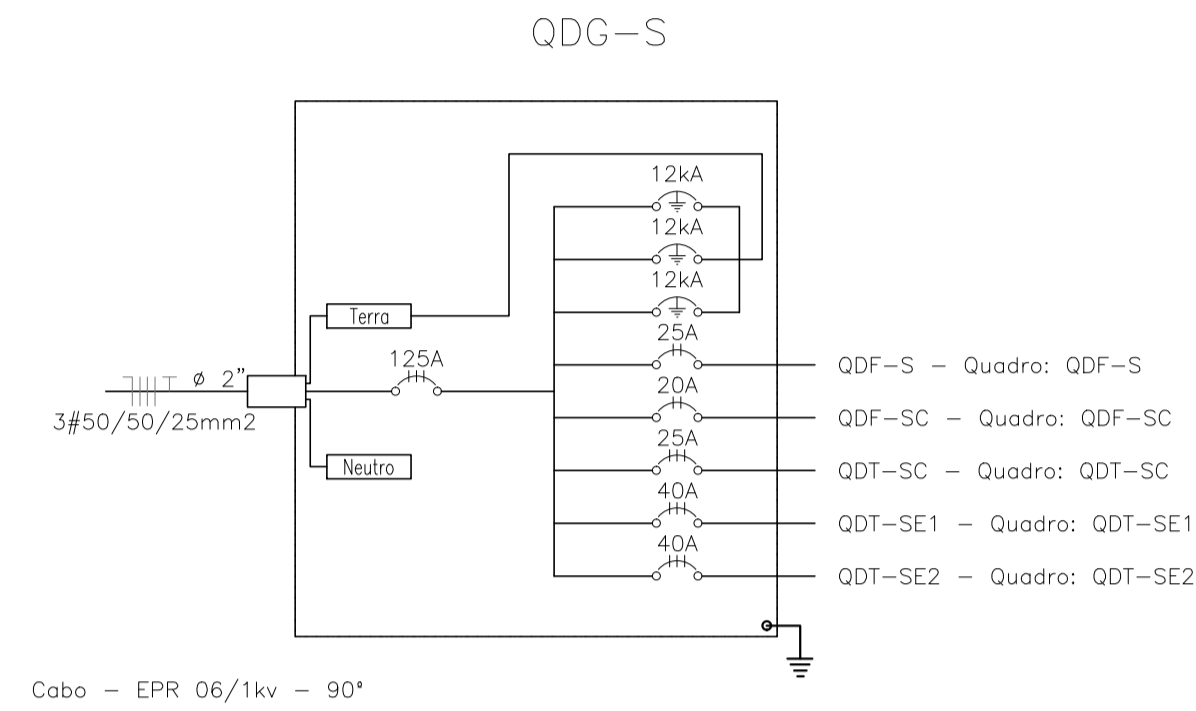 QDG-S
12kA
12kA
12kA
Terra
25A
125A
QDF-S - Quadro: QDF-S
ø 2"
20A
3#50/50/25mm2
QDF-SC - Quadro: QDF-SC
25A
Neutro
QDT-SC - Quadro: QDT-SC
40A
QDT-SE1 - Quadro: QDT-SE1
40A
QDT-SE2 - Quadro: QDT-SE2
Cabo - EPR 06/1kv - 90°